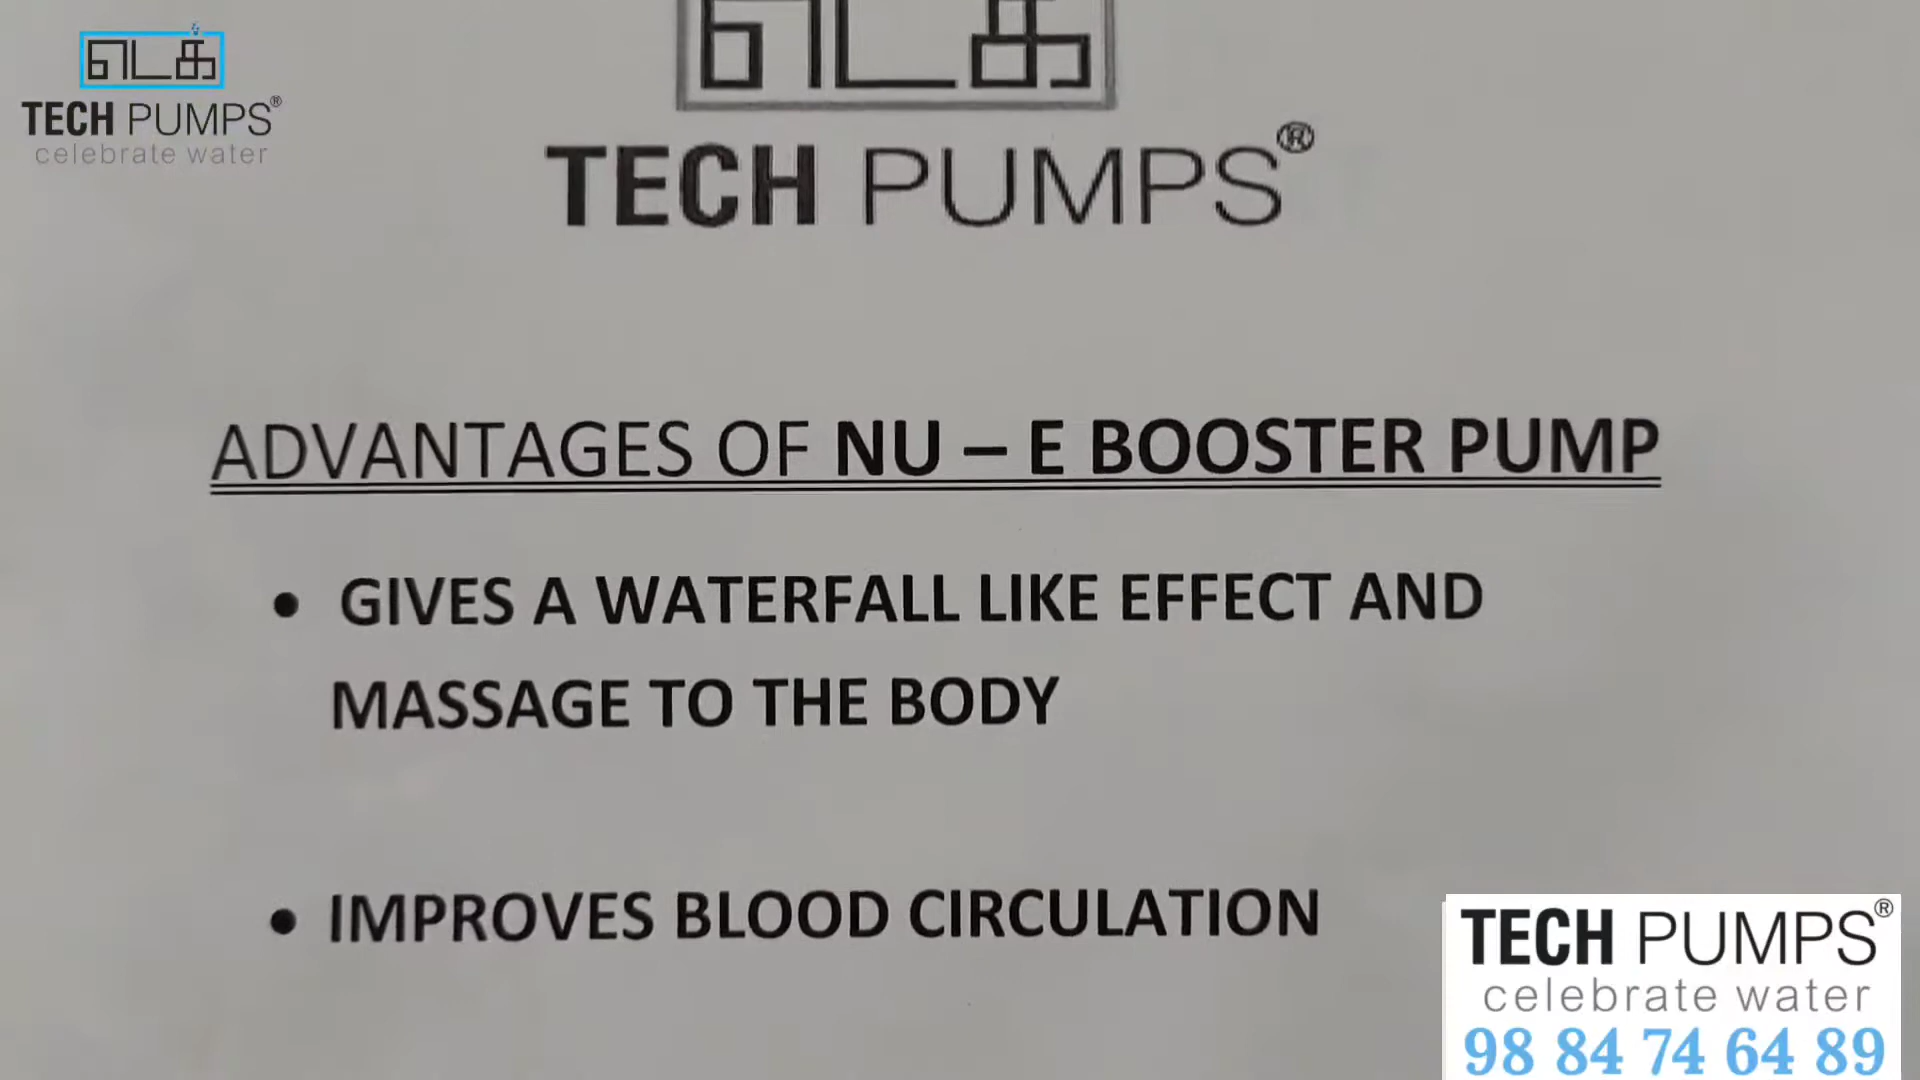 டெக்
TECH PUMPS®
celebrate water
டெக்
TECH PUMPS®
ADVANTAGES OF NU – E BOOSTER PUMP
• GIVES A WATERFALL LIKE EFFECT AND
MASSAGE TO THE BODY
• IMPROVES BLOOD CIRCULATION
TECH PUMPS®
celebrate water
98 84 74 64 89